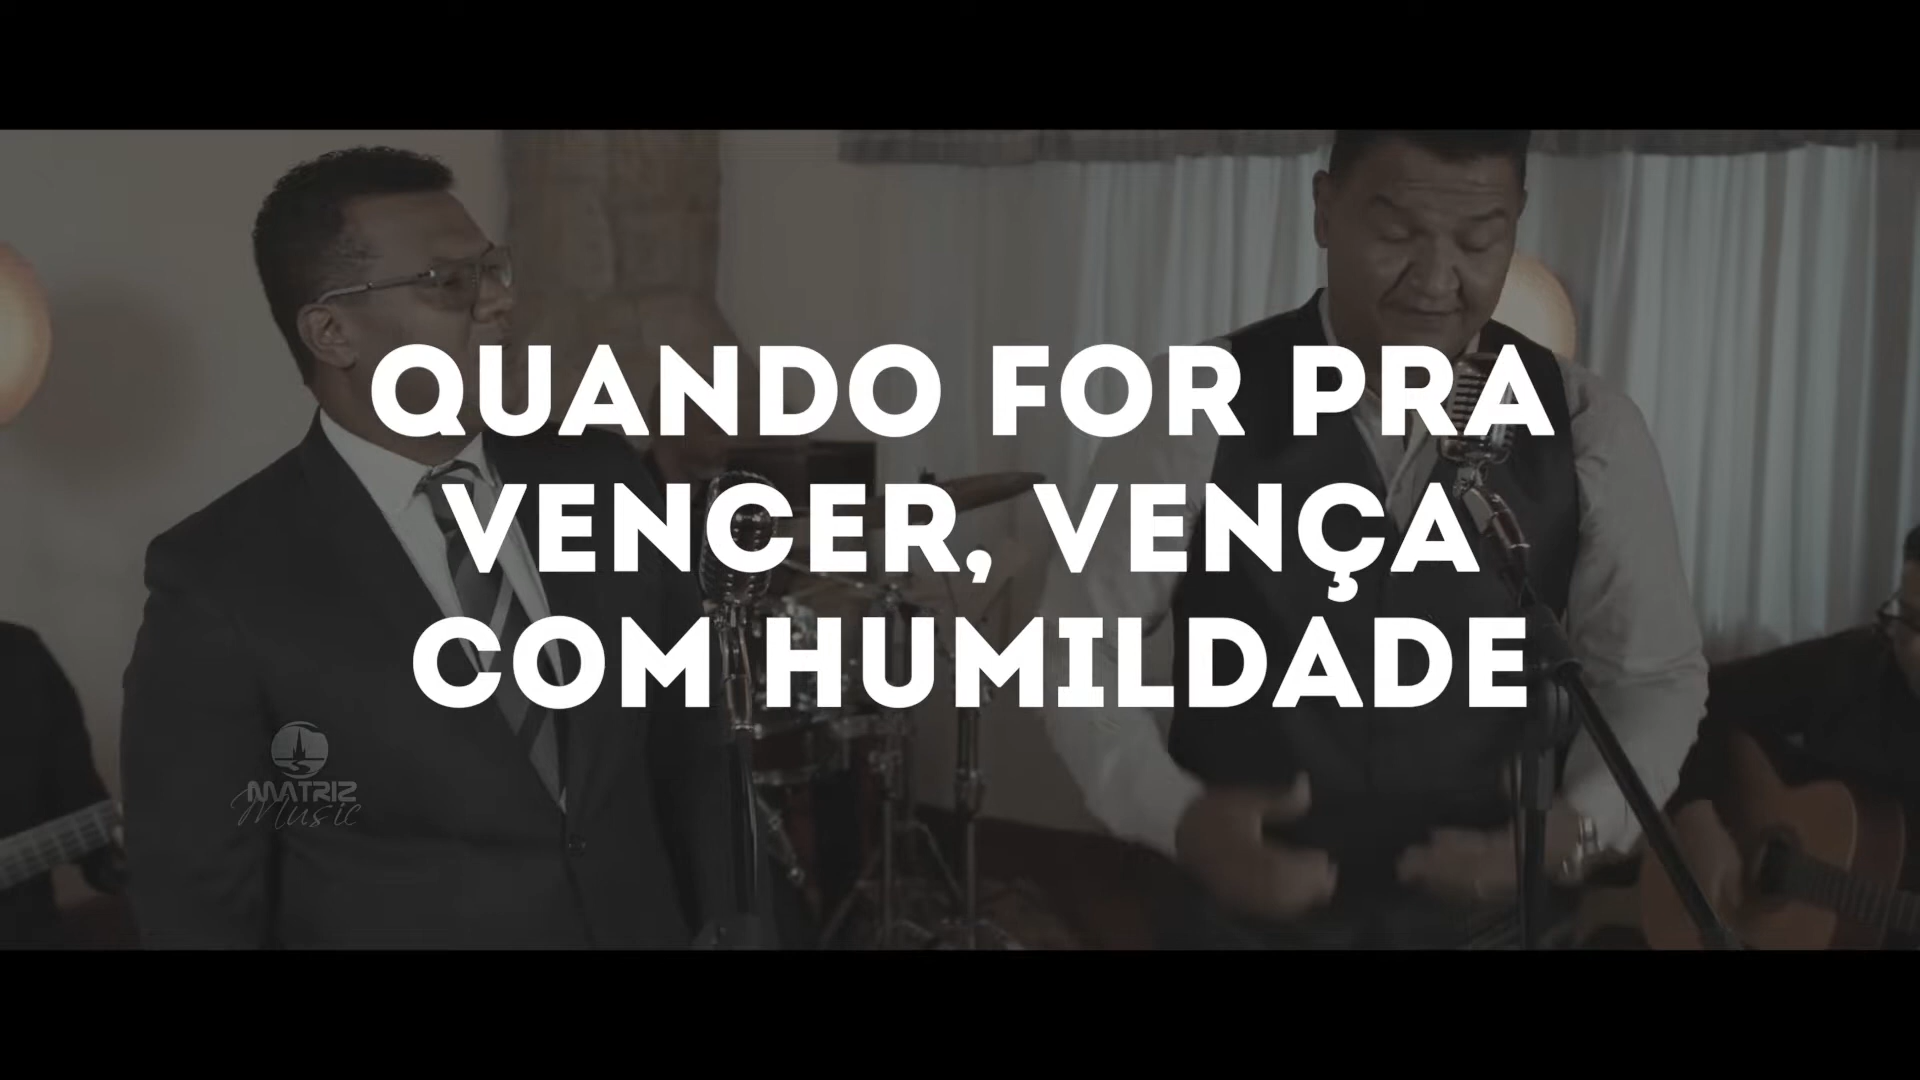 QUANDO FOR PRA
VENCER, VENÇA
COM HUMILDADE
MATRIZ
Music